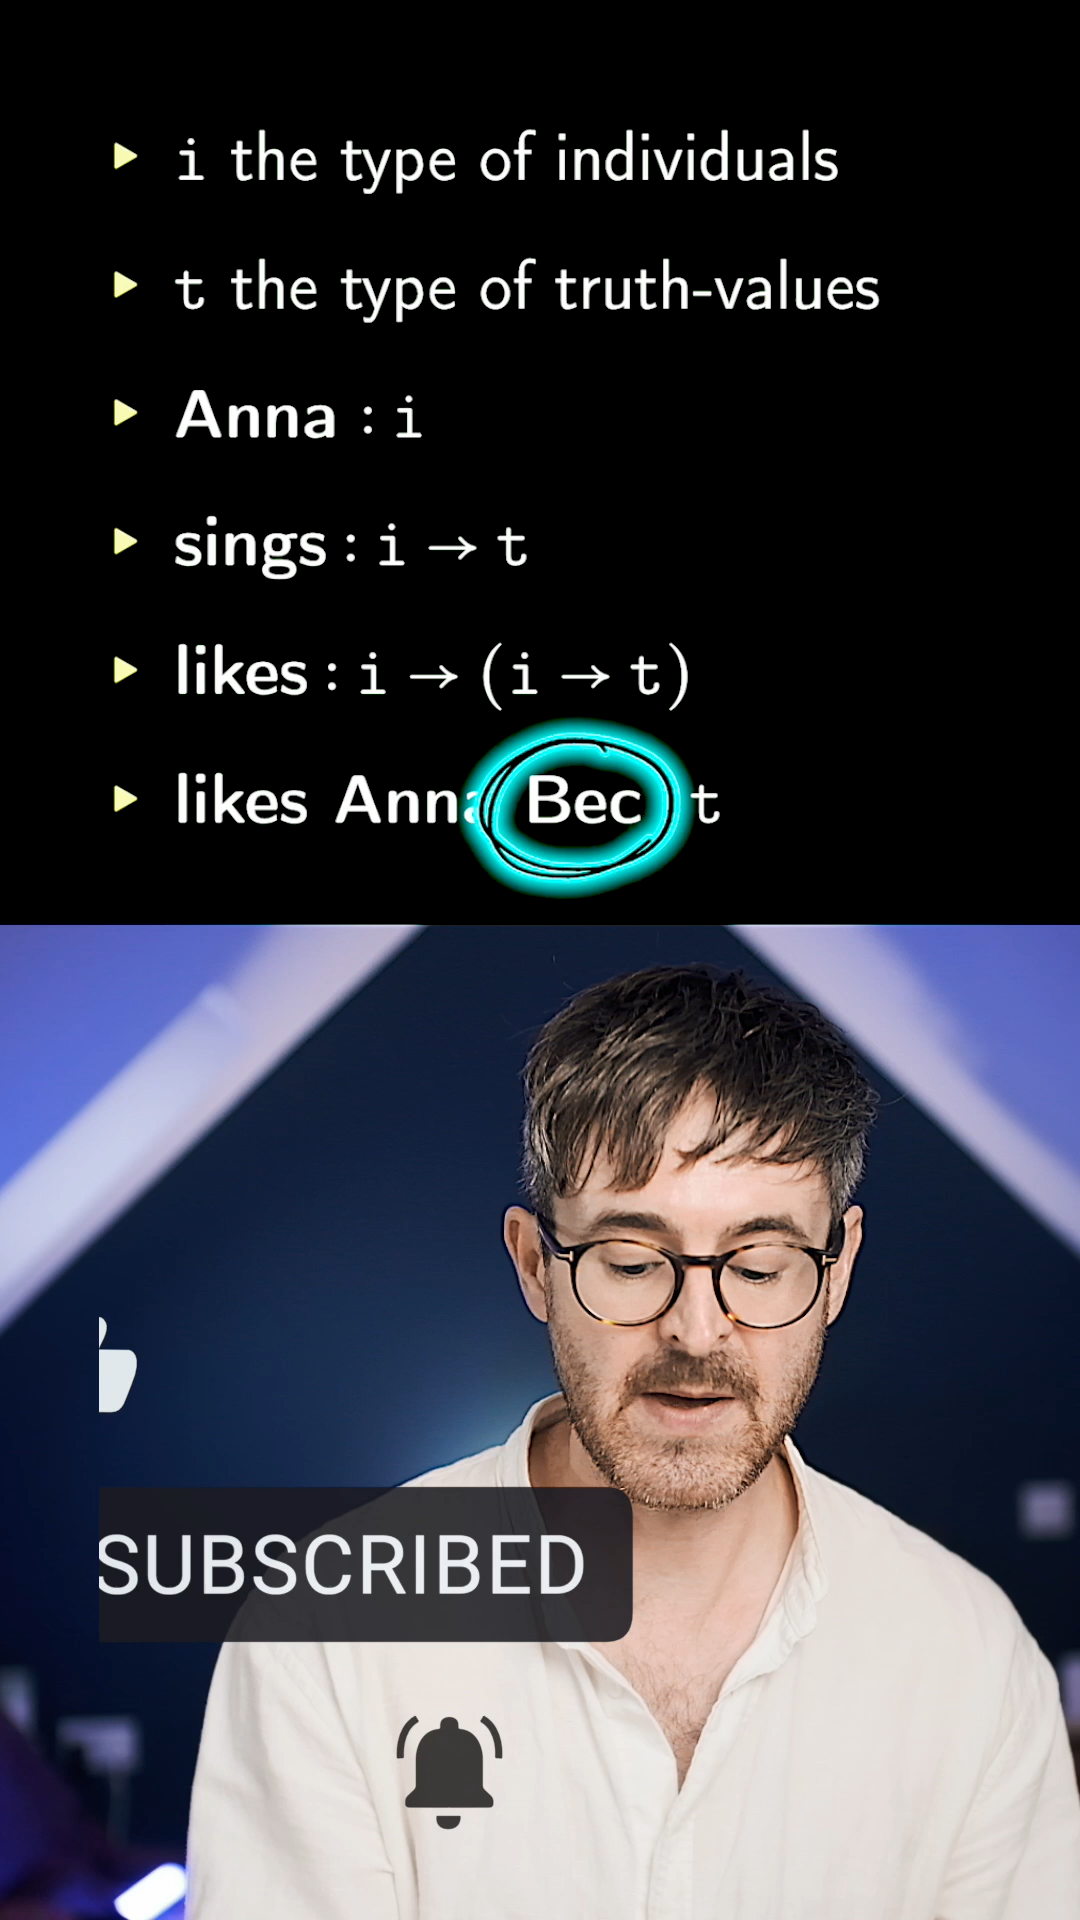 i the type of individuals
t the type of truth-values
Anna : i
sings : i → t
likes : i → (i → t)
likes Anna Bec t
SUBSCRIBED